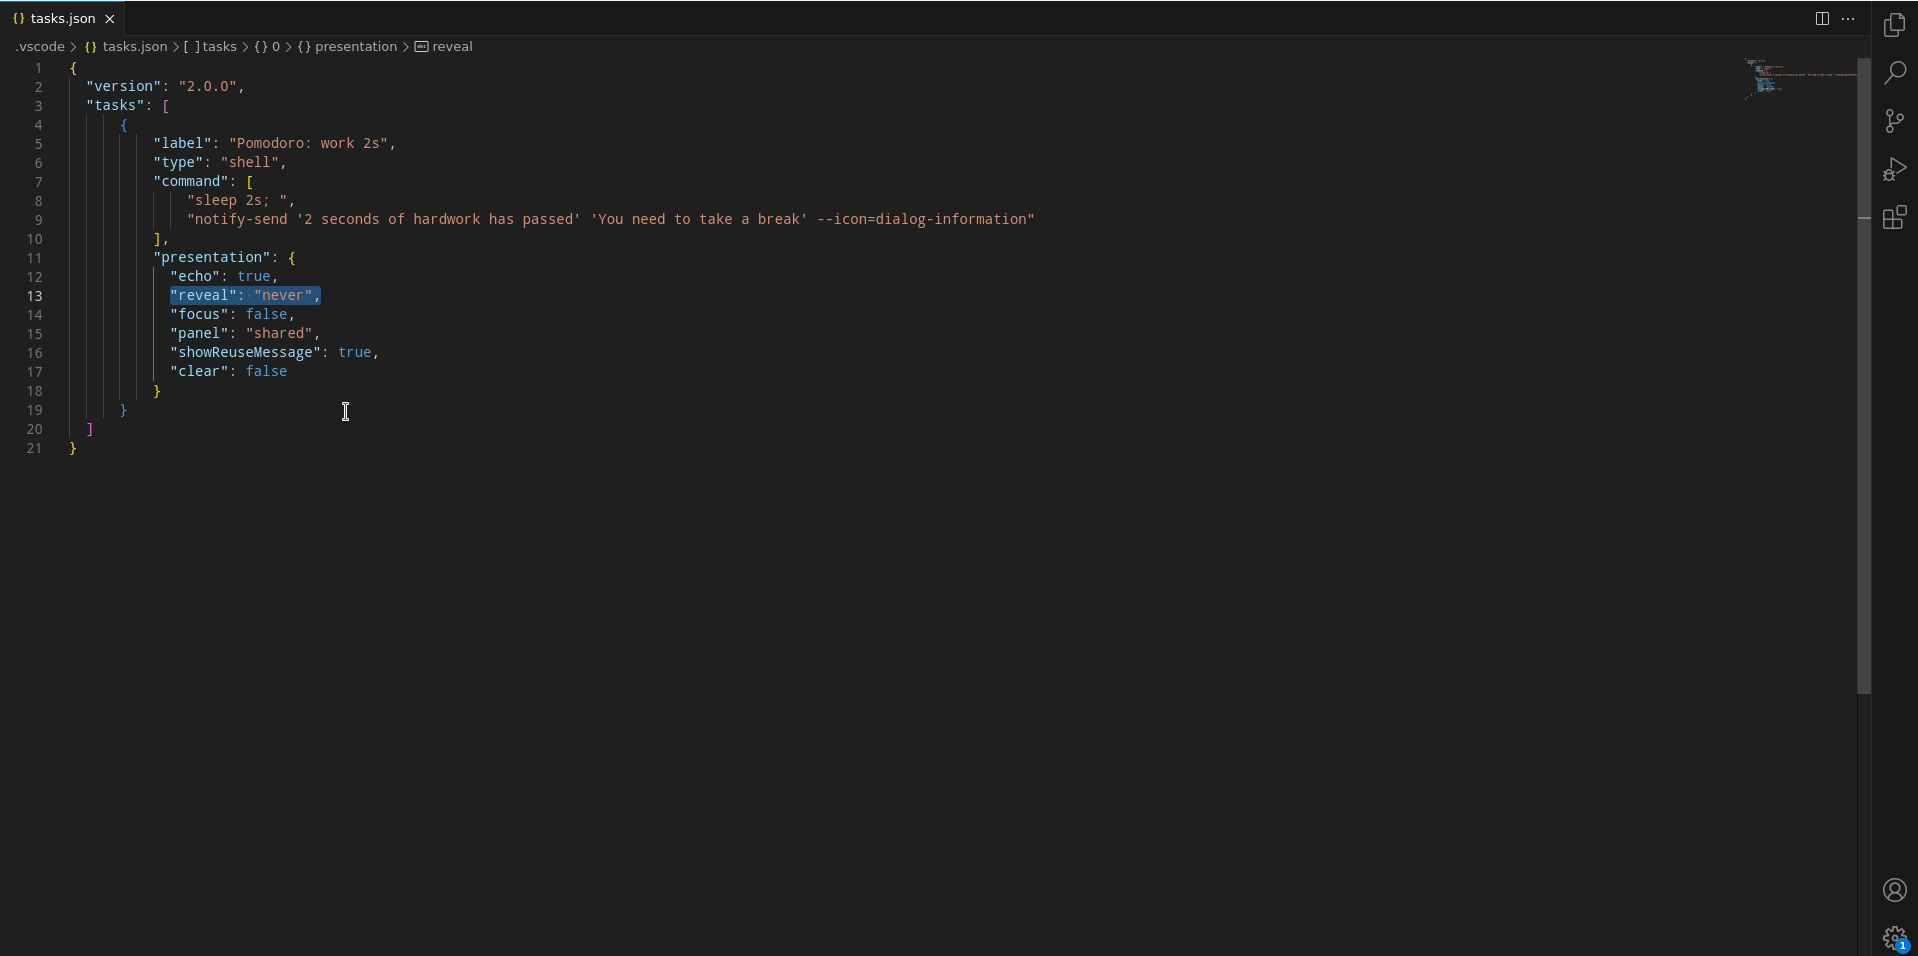 {} tasks.json ×
.vscode > {} tasks.json > [ ] tasks > {} 0 > {} presentation > abc reveal
1 {
2 "version": "2.0.0",
3 "tasks": [
4 {
5 "label": "Pomodoro: work 2s",
6 "type": "shell",
7 "command": [
8 "sleep 2s; ",
9 "notify-send '2 seconds of hardwork has passed' 'You need to take a break' --icon=dialog-information"
10 ],
11 "presentation": {
12 "echo": true,
13 "reveal": "never",
14 "focus": false,
15 "panel": "shared",
16 "showReuseMessage": true,
17 "clear": false
18 }
19 }
20 ]
21 }
1